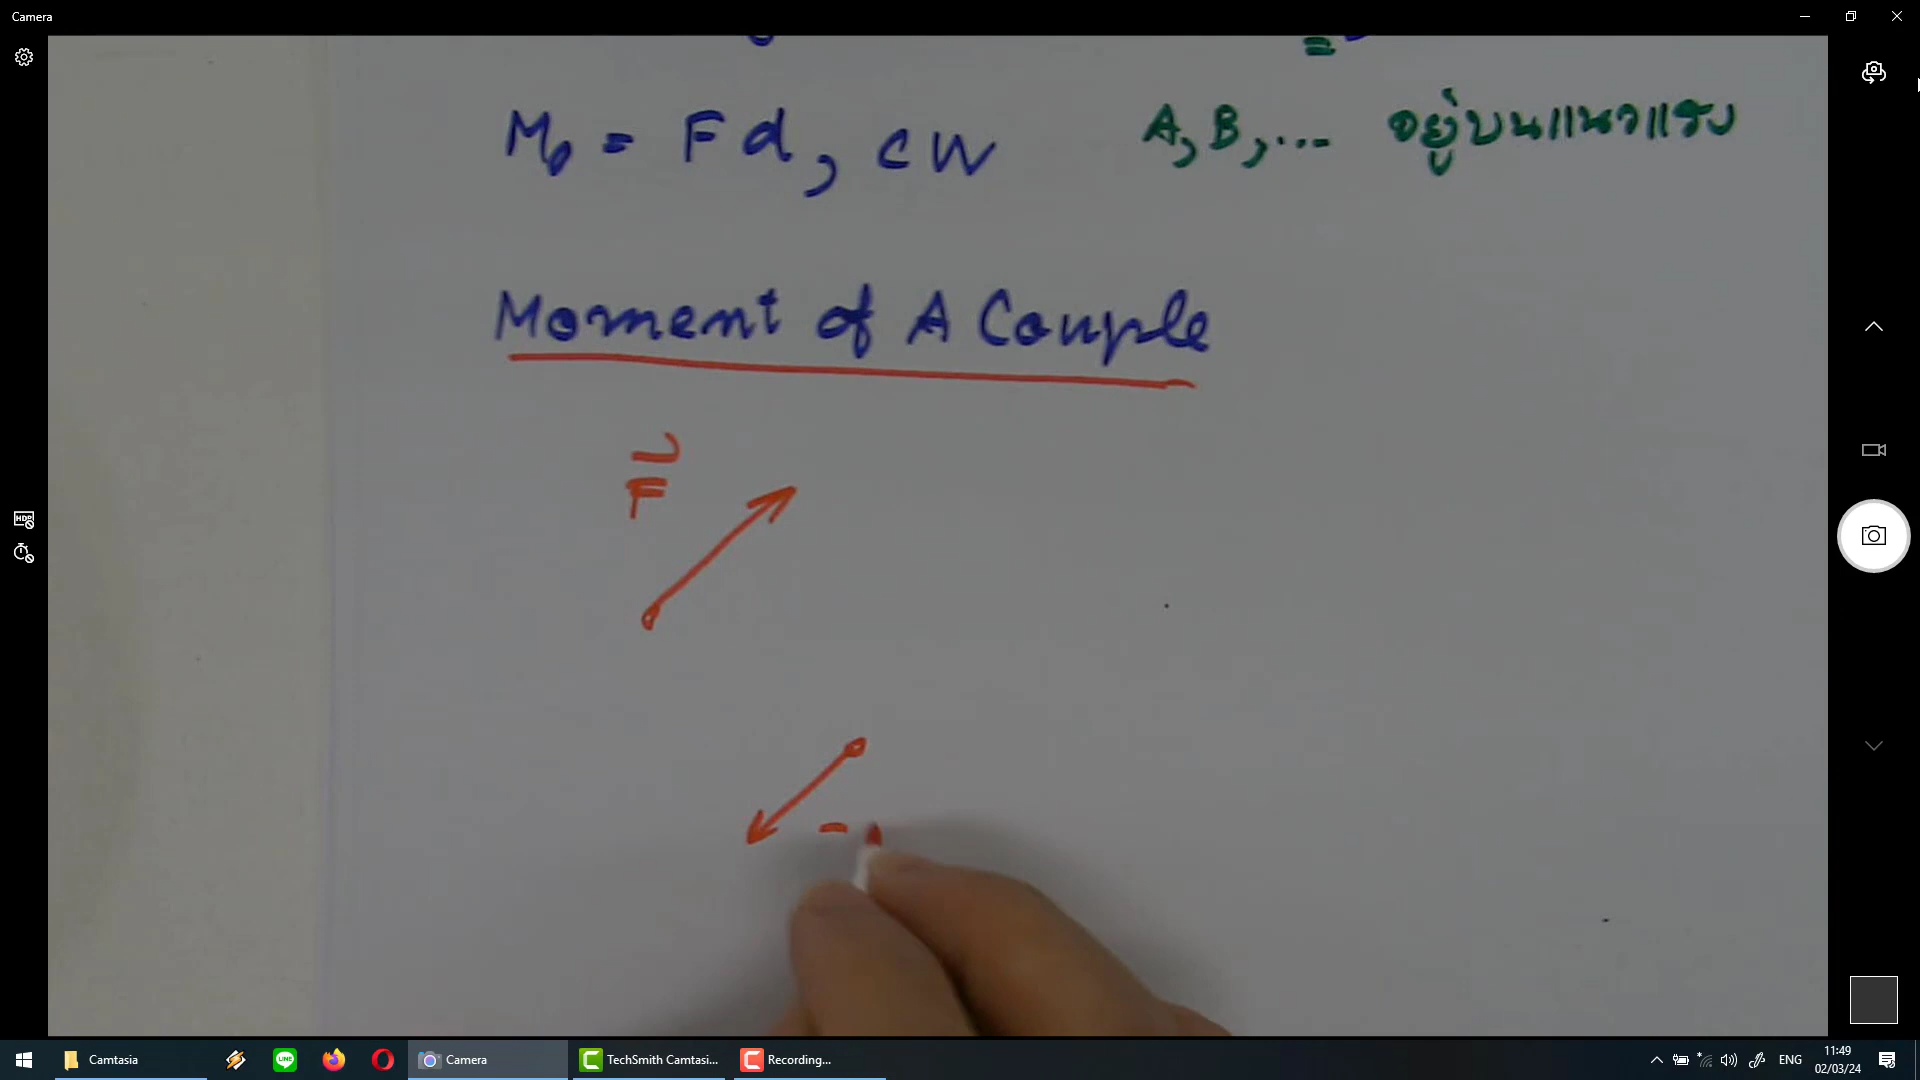 Camera
M₀ = Fd, CW
A, B, ... อยู่บนแนวแรง
Moment of A Couple
F
-
Camtasia
Camera
TechSmith Camtasi...
Recording...
ENG
11:49
02/03/24